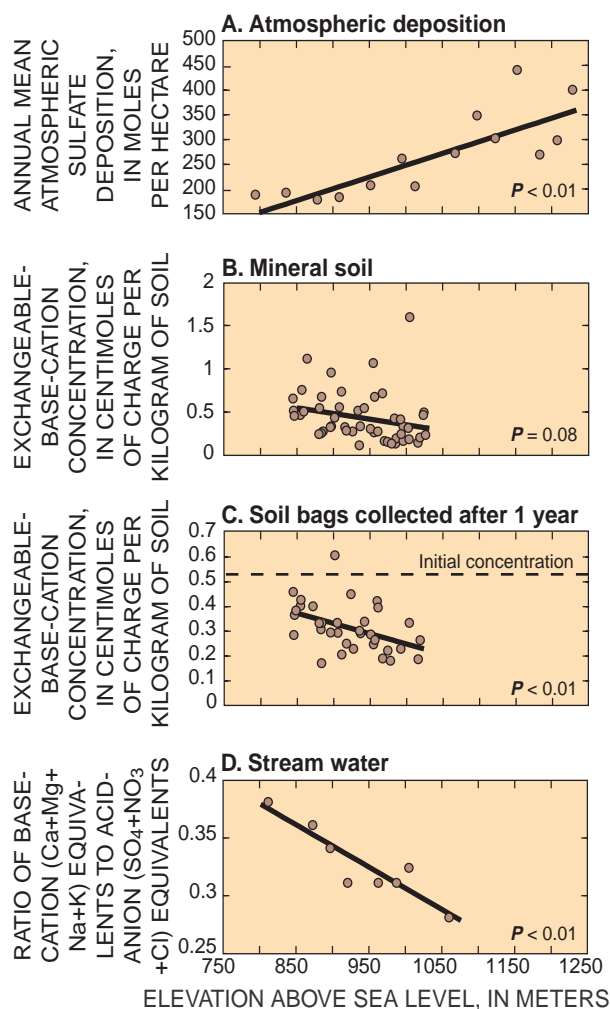 A. Atmospheric deposition
ANNUAL MEAN
ATMOSPHERIC
SULFATE
DEPOSITION,
IN MOLES
PER HECTARE
500
450
400
350
300
250
200
150
P < 0.01
B. Mineral soil
EXCHANGEABLE-
BASE-CATION
CONCENTRATION,
IN CENTIMOLES
OF CHARGE PER
KILOGRAM OF SOIL
2
1.5
1
0.5
0
P = 0.08
C. Soil bags collected after 1 year
EXCHANGEABLE-
BASE-CATION
CONCENTRATION,
IN CENTIMOLES
OF CHARGE PER
KILOGRAM OF SOIL
0.7
0.6
0.5
0.4
0.3
0.2
0.1
0
Initial concentration
P < 0.01
D. Stream water
RATIO OF BASE-
CATION (Ca+Mg+
Na+K) EQUIVA-
LENTS TO ACID-
ANION (SO₄+NO₃
+Cl) EQUIVALENTS
0.4
0.35
0.3
0.25
P < 0.01
750 850 950 1050 1150 1250
ELEVATION ABOVE SEA LEVEL, IN METERS